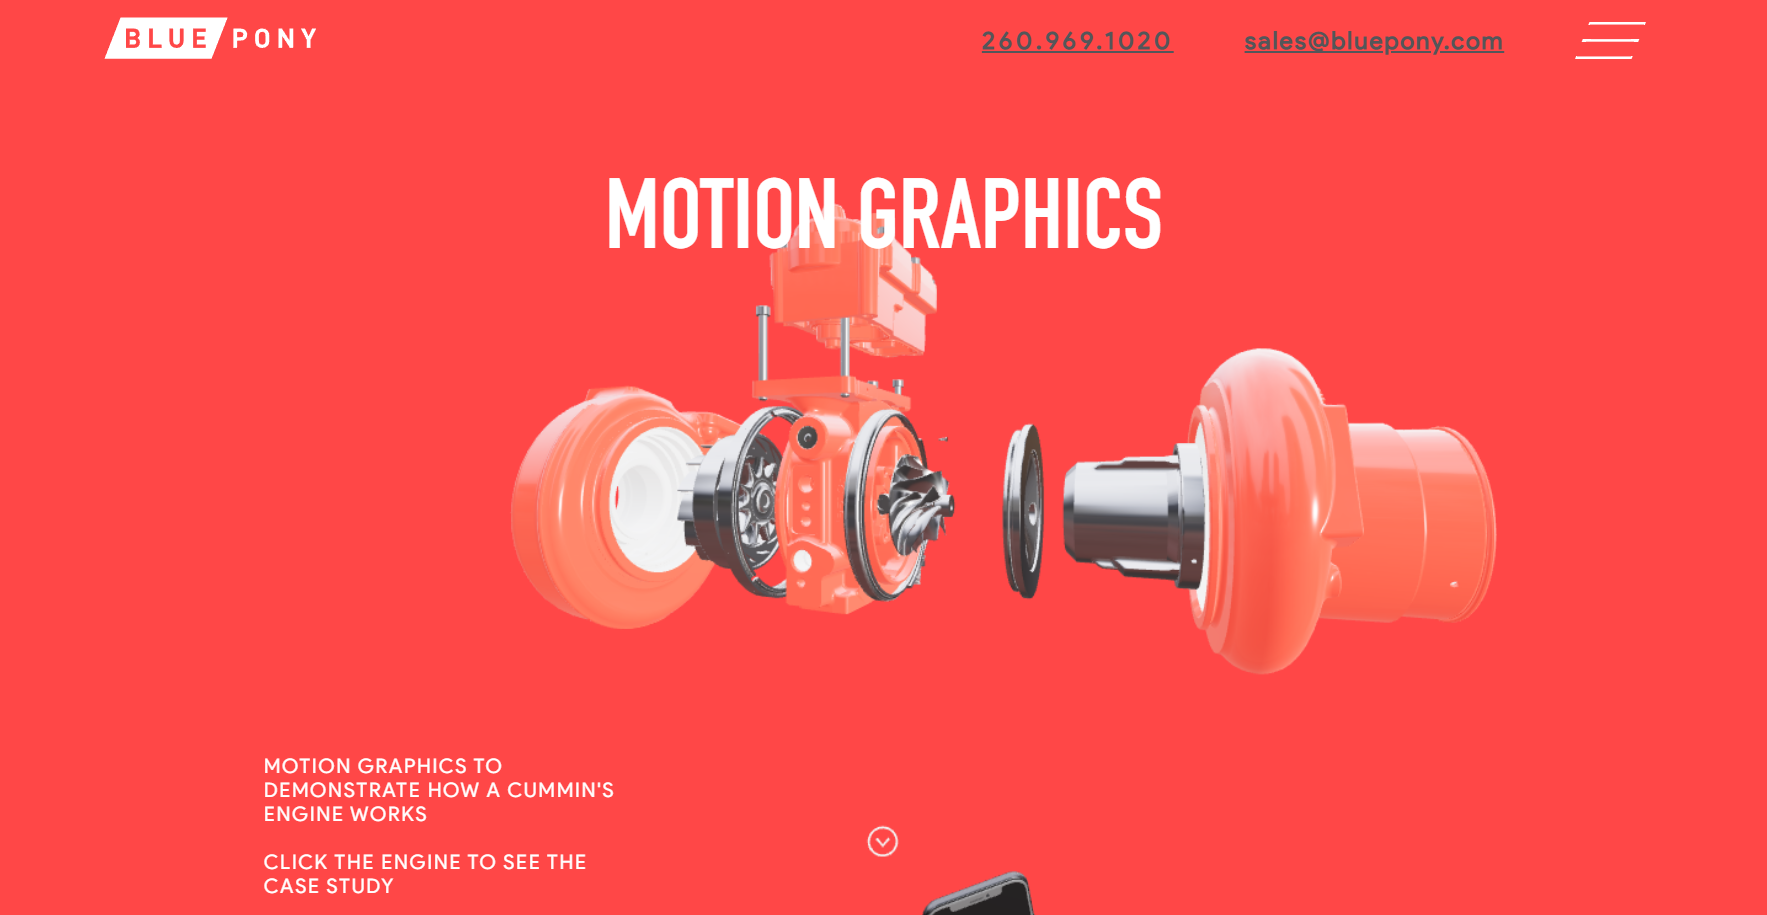 BLUE PONY
260.969.1020
sales@bluepony.com
MOTION GRAPHICS
MOTION GRAPHICS TO
DEMONSTRATE HOW A CUMMIN'S
ENGINE WORKS
CLICK THE ENGINE TO SEE THE
CASE STUDY